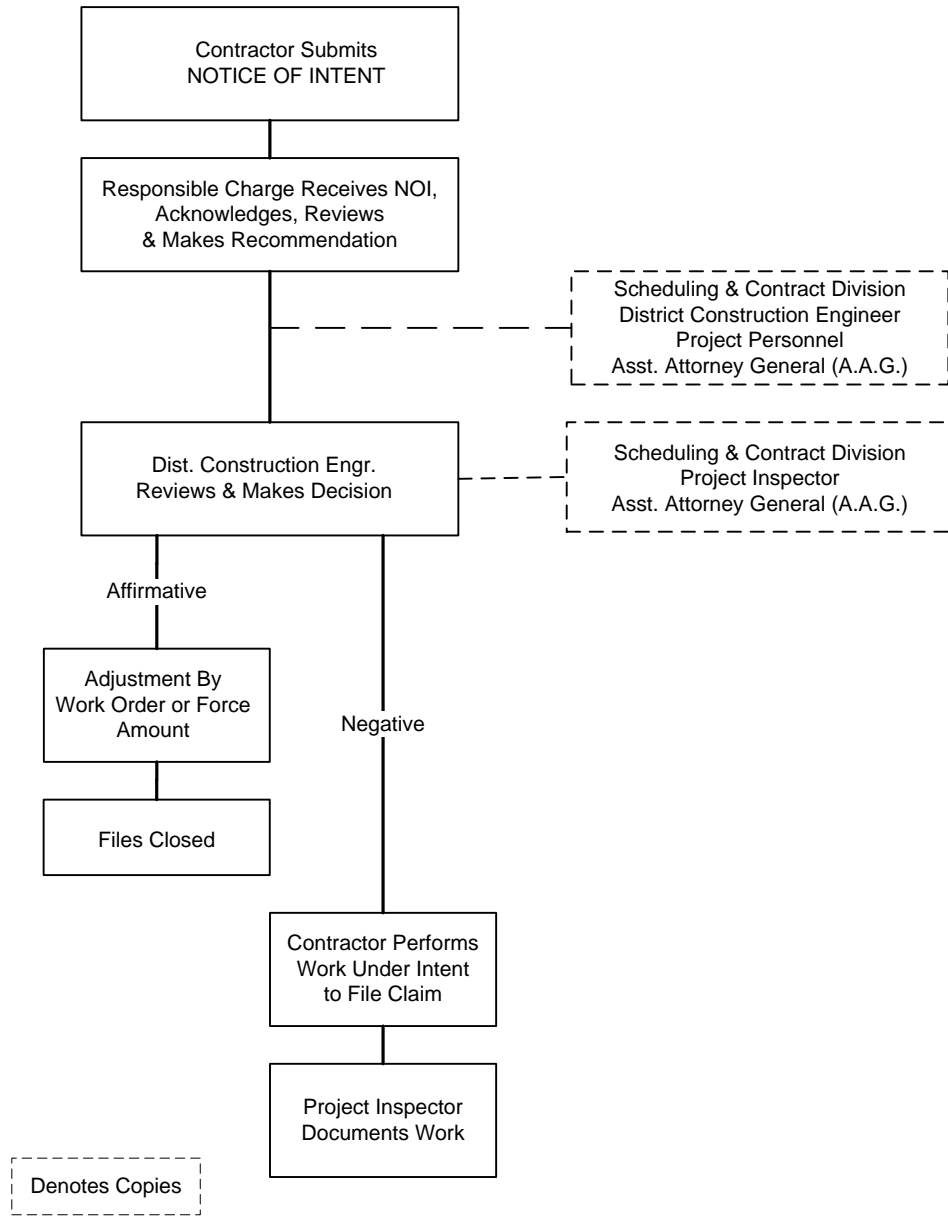 Contractor Submits
NOTICE OF INTENT
Responsible Charge Receives NOI,
Acknowledges, Reviews
& Makes Recommendation
Scheduling & Contract Division
District Construction Engineer
Project Personnel
Asst. Attorney General (A.A.G.)
Dist. Construction Engr.
Reviews & Makes Decision
Scheduling & Contract Division
Project Inspector
Asst. Attorney General (A.A.G.)
Affirmative
Adjustment By
Work Order or Force
Amount
Negative
Files Closed
Contractor Performs
Work Under Intent
to File Claim
Project Inspector
Documents Work
Denotes Copies